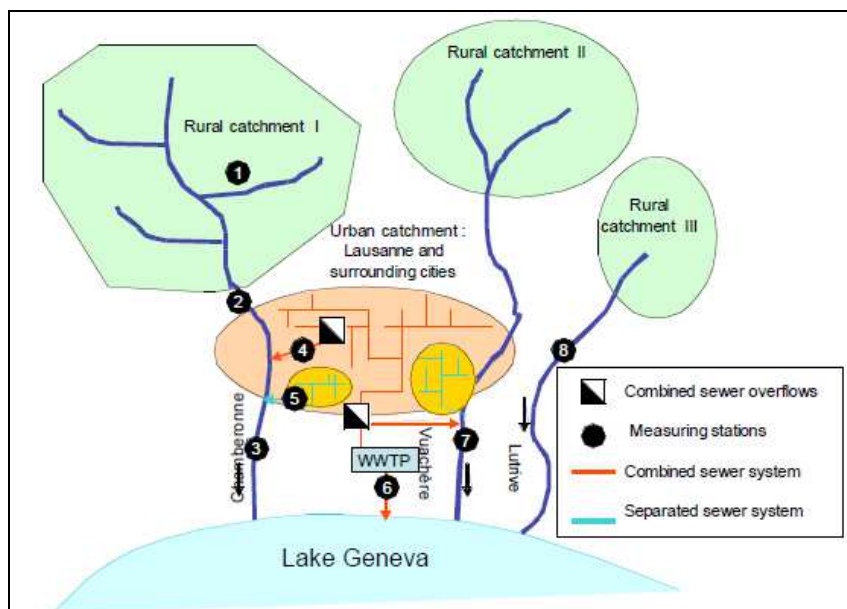 Rural catchment I
Rural catchment II
Rural
catchment III
Urban catchment :
Lausanne and
surrounding cities
1
2
3
4
5
6
7
8
Chamberonne
Vuachère
Lutrive
WWTP
Lake Geneva
Combined sewer overflows
Measuring stations
Combined sewer system
Separated sewer system